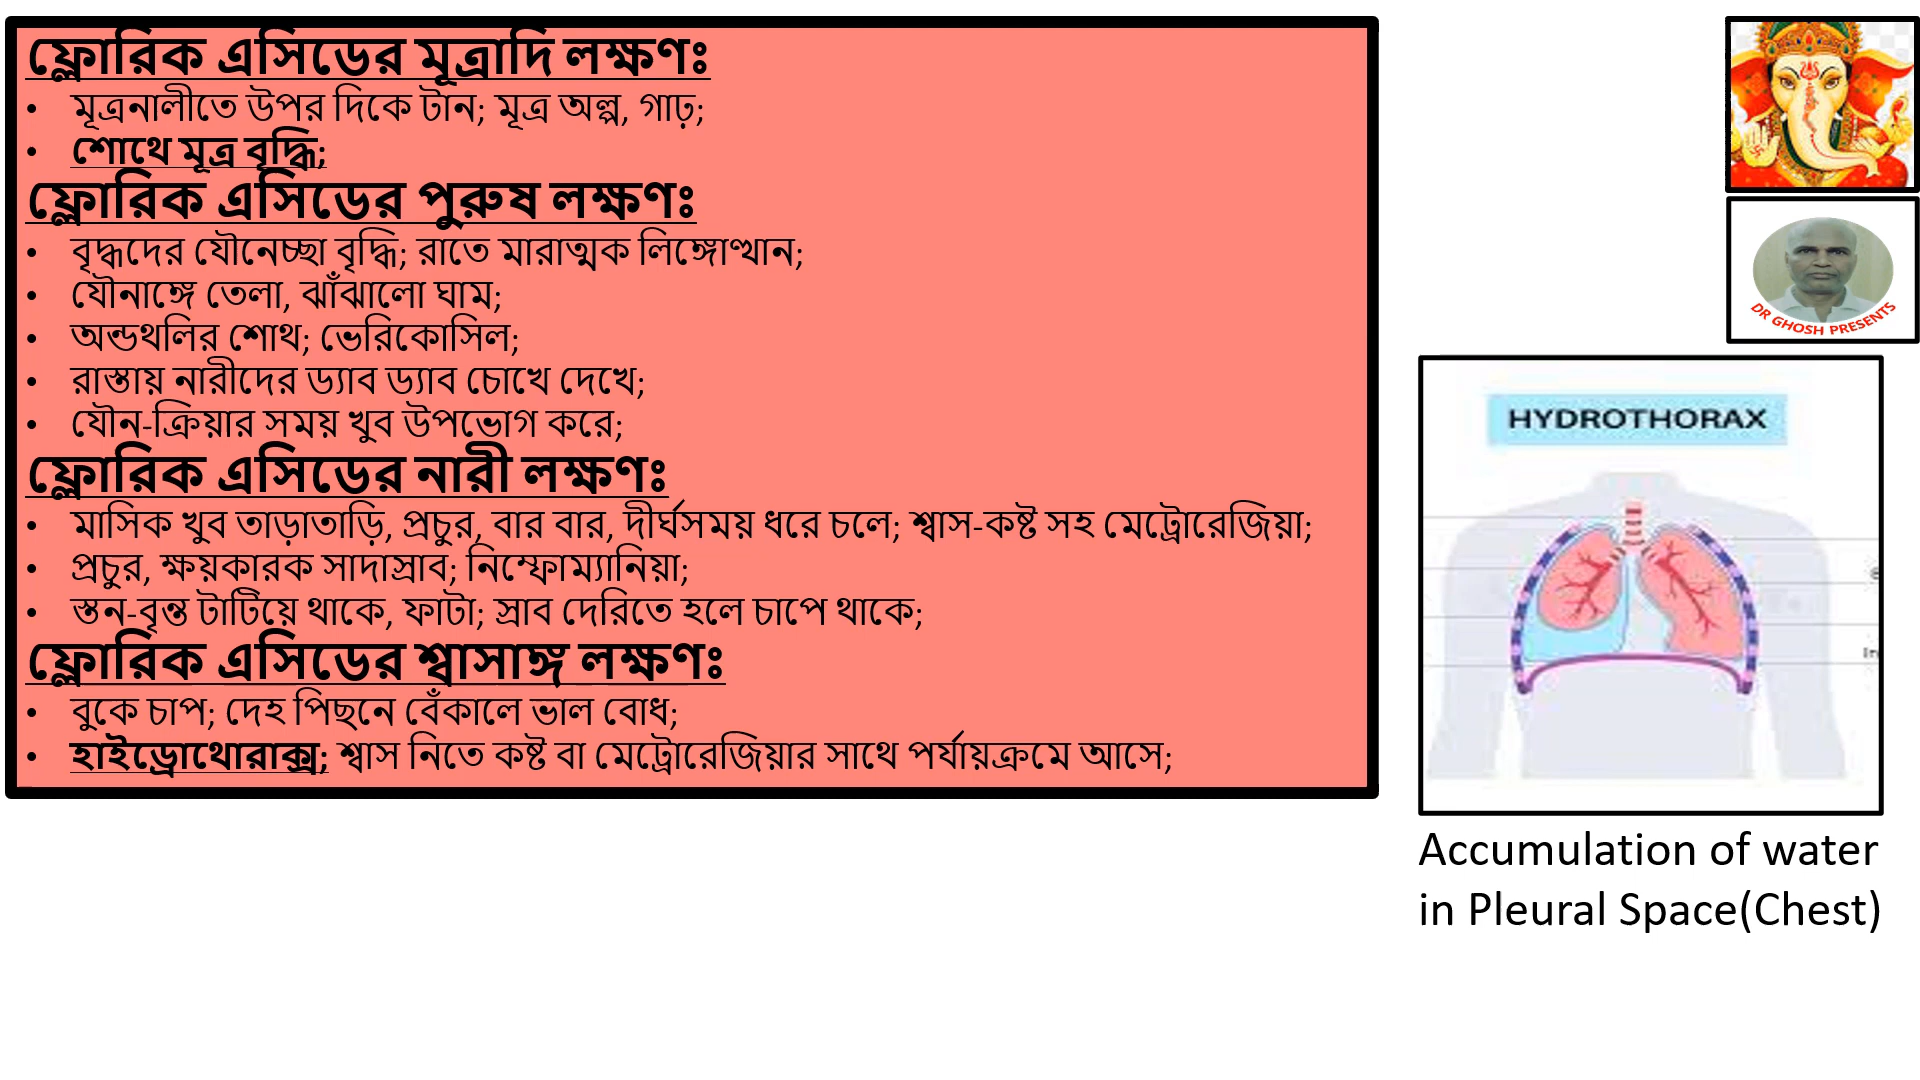 ফ্লোরিক এসিডের মূত্রাদি লক্ষণঃ
• মূত্রনালীতে উপর দিকে টান; মূত্র অল্প, গাঢ়;
• শোথে মূত্র বৃদ্ধি;
ফ্লোরিক এসিডের পুরুষ লক্ষণঃ
• বৃদ্ধদের যৌনেচ্ছা বৃদ্ধি; রাতে মারাত্মক লিঙ্গোত্থান;
• যৌনাঙ্গে তেলা, ঝাঁঝালো ঘাম;
• অন্ডথলির শোথ; ভেরিকোসিল;
• রাস্তায় নারীদের ড্যাব ড্যাব চোখে দেখে;
• যৌন-ক্রিয়ার সময় খুব উপভোগ করে;
ফ্লোরিক এসিডের নারী লক্ষণঃ
• মাসিক খুব তাড়াতাড়ি, প্রচুর, বার বার, দীর্ঘসময় ধরে চলে; শ্বাস-কষ্ট সহ মেট্রোরেজিয়া;
• প্রচুর, ক্ষয়কারক সাদাস্রাব; নিম্ফোম্যানিয়া;
• স্তন-বৃন্ত টাটিয়ে থাকে, ফাটা; স্রাব দেরিতে হলে চাপে থাকে;
ফ্লোরিক এসিডের শ্বাসাঙ্গ লক্ষণঃ
• বুকে চাপ; দেহ পিছনে বেঁকালে ভাল বোধ;
• হাইড্রোথোরাক্স; শ্বাস নিতে কষ্ট বা মেট্রোরেজিয়ার সাথে পর্যায়ক্রমে আসে;
DR GHOSH PRESENTS
HYDROTHORAX
Accumulation of water
in Pleural Space(Chest)